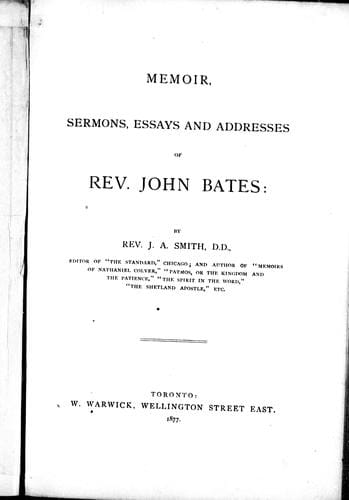 MEMOIR,
SERMONS, ESSAYS AND ADDRESSES
OF
REV. JOHN BATES:
BY
REV. J. A. SMITH, D.D.,
EDITOR OF "THE STANDARD," CHICAGO; AND AUTHOR OF "MEMOIRS
OF NATHANIEL COLVER," "PATMOS, OR THE KINGDOM AND
THE PATIENCE," "THE SPIRIT IN THE WORD,"
"THE SHETLAND APOSTLE," ETC.
TORONTO:
W. WARWICK, WELLINGTON STREET EAST.
1877.